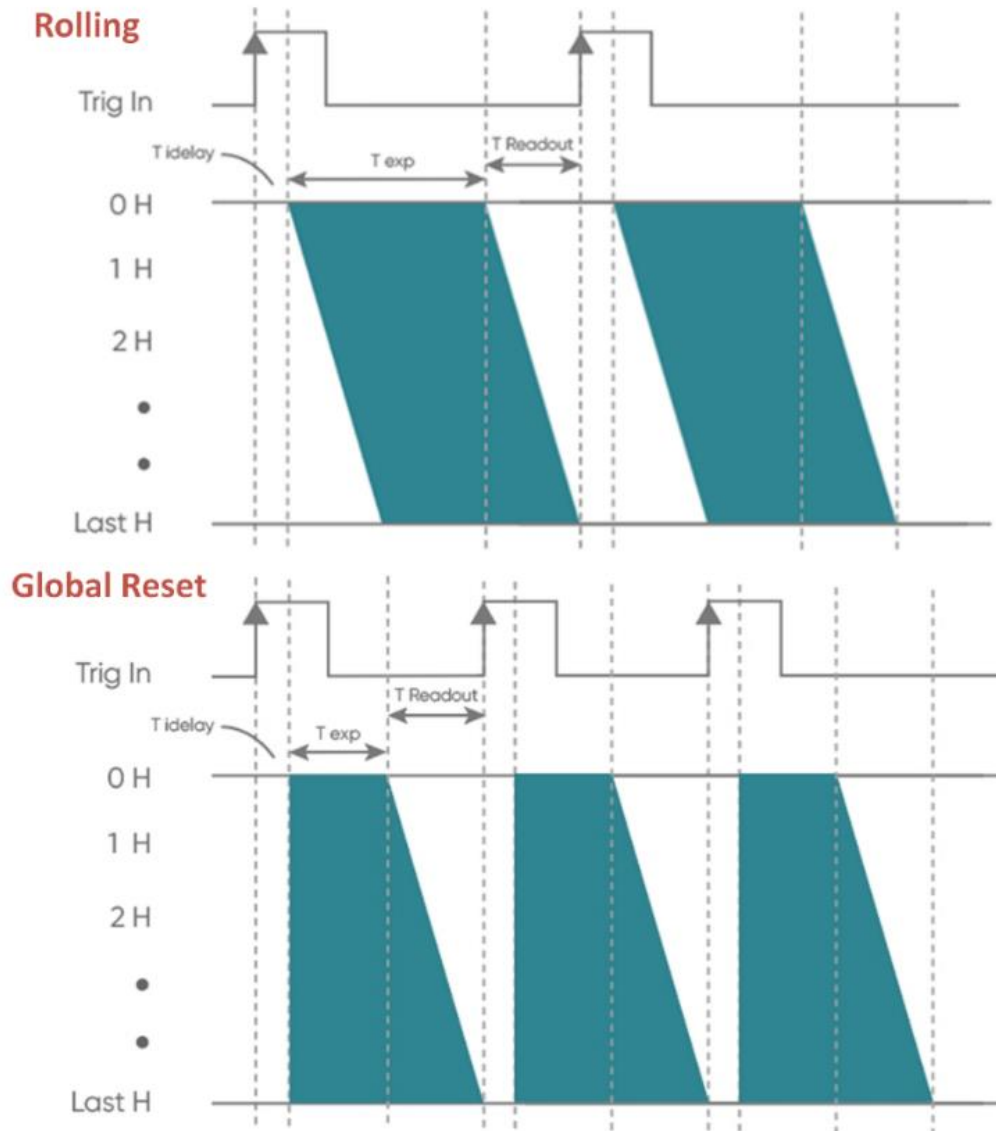 Rolling
Trig In
T idelay
T exp
T Readout
0 H
1 H
2 H
Last H
Global Reset
Trig In
T Readout
T idelay
T exp
0 H
1 H
2 H
Last H